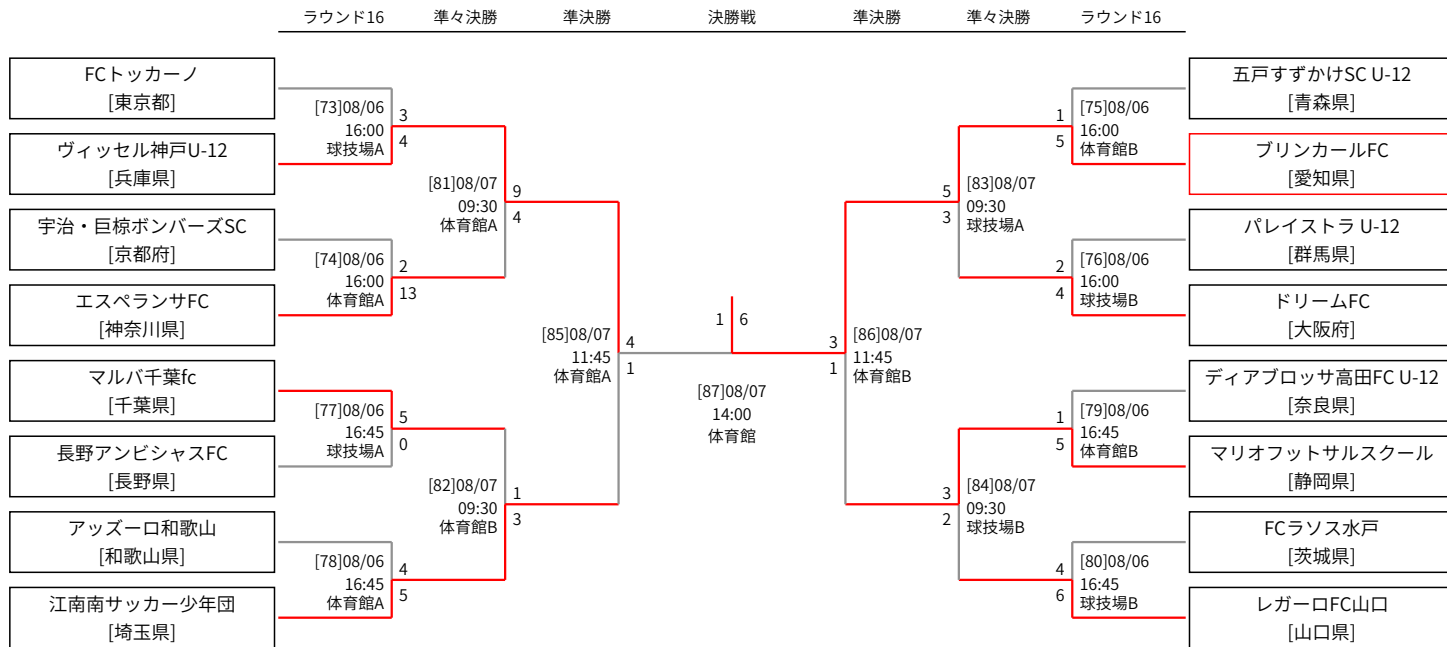 ラウンド16 準々決勝 準決勝 決勝戦 準決勝 準々決勝 ラウンド16
FCトッカーノ
[東京都]
ヴィッセル神戸U-12
[兵庫県]
宇治・巨椋ボンバーズSC
[京都府]
エスペランサFC
[神奈川県]
マルバ千葉fc
[千葉県]
長野アンビシャスFC
[長野県]
アッズーロ和歌山
[和歌山県]
江南南サッカー少年団
[埼玉県]
[73]08/06
16:00
球技場A
3
4
[74]08/06
16:00
体育館A
2
13
[77]08/06
16:45
球技場A
5
0
[78]08/06
16:45
体育館A
4
5
[81]08/07
09:30
体育館A
9
4
[82]08/07
09:30
体育館B
1
3
[85]08/07
11:45
体育館A
4
1
1 6
[87]08/07
14:00
体育館
3
1
[86]08/07
11:45
体育館B
5
3
[83]08/07
09:30
球技場A
3
2
[84]08/07
09:30
球技場B
1
5
[75]08/06
16:00
体育館B
2
4
[76]08/06
16:00
球技場B
1
5
[79]08/06
16:45
体育館B
4
6
[80]08/06
16:45
球技場B
五戸すずかけSC U-12
[青森県]
ブリンカールFC
[愛知県]
パレイストラ U-12
[群馬県]
ドリームFC
[大阪府]
ディアブロッサ高田FC U-12
[奈良県]
マリオフットサルスクール
[静岡県]
FCラソス水戸
[茨城県]
レガーロFC山口
[山口県]